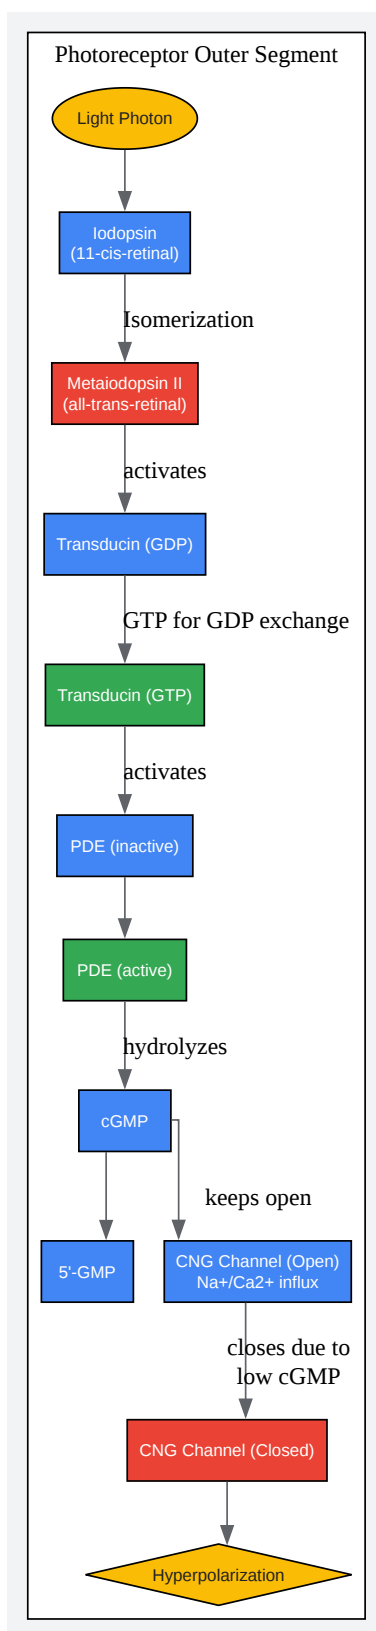 Photoreceptor Outer Segment
Light Photon
Iodopsin
(11-cis-retinal)
Isomerization
Metaiodopsin II
(all-trans-retinal)
activates
Transducin (GDP)
GTP for GDP exchange
Transducin (GTP)
activates
PDE (inactive)
PDE (active)
hydrolyzes
cGMP
keeps open
5'-GMP
CNG Channel (Open)
Na+/Ca2+ influx
closes due to
low cGMP
CNG Channel (Closed)
Hyperpolarization